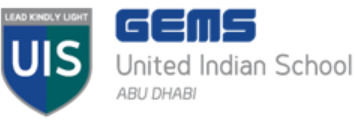 LEAD KINDLY LIGHT
UIS
GEMS
United Indian School
ABU DHABI